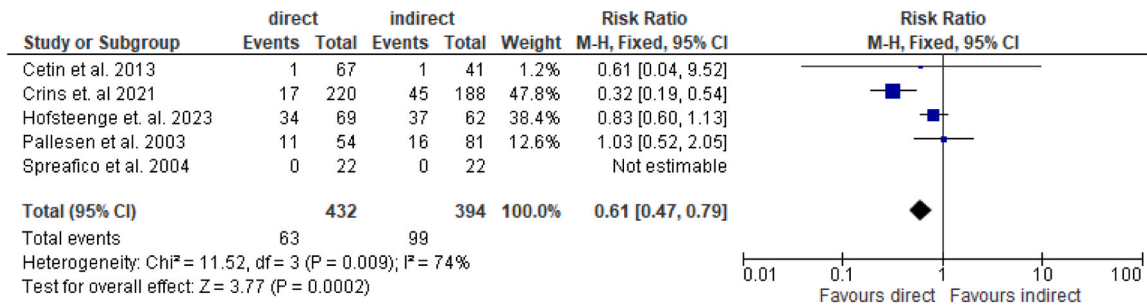 direct indirect Risk Ratio Risk Ratio
Study or Subgroup Events Total Events Total Weight M-H, Fixed, 95% CI M-H, Fixed, 95% CI
Cetin et al. 2013 1 67 1 41 1.2% 0.61 [0.04, 9.52]
Crins et. al 2021 17 220 45 188 47.8% 0.32 [0.19, 0.54]
Hofsteenge et. al. 2023 34 69 37 62 38.4% 0.83 [0.60, 1.13]
Pallesen et al. 2003 11 54 16 81 12.6% 1.03 [0.52, 2.05]
Spreafico et al. 2004 0 22 0 22 Not estimable
Total (95% CI) 432 394 100.0% 0.61 [0.47, 0.79]
Total events 63 99
Heterogeneity: Chi² = 11.52, df = 3 (P = 0.009); I² = 74%
Test for overall effect: Z = 3.77 (P = 0.0002)
0.01 0.1 1 10 100
Favours direct Favours indirect